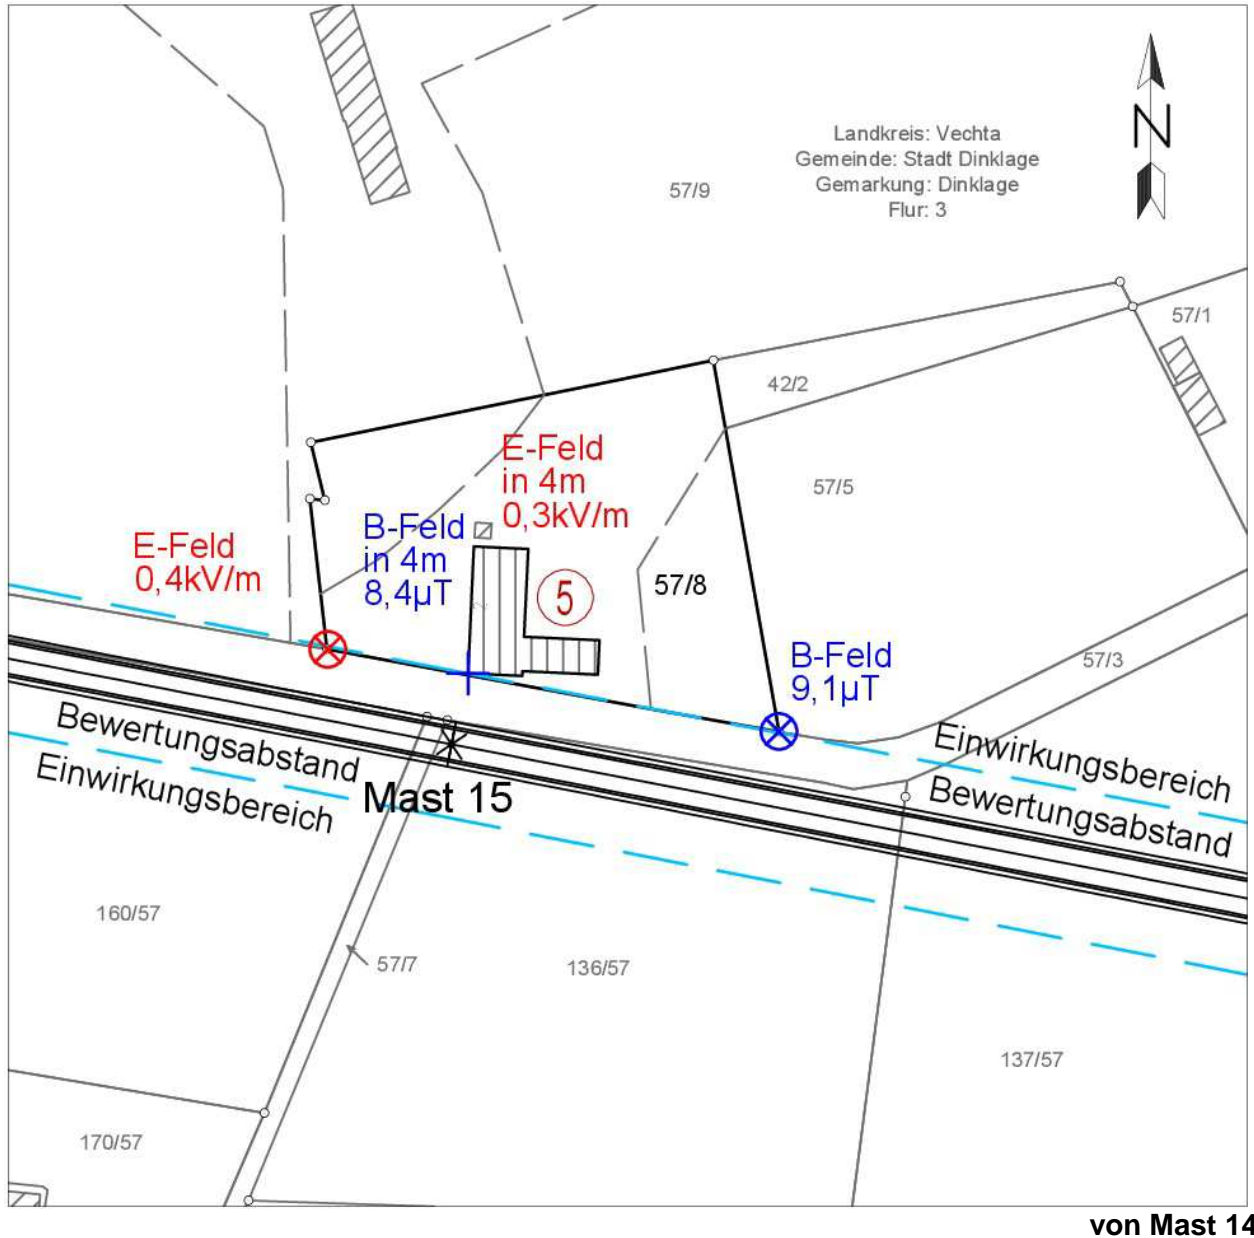 N
Landkreis: Vechta
Gemeinde: Stadt Dinklage
Gemarkung: Dinklage
Flur: 3
57/9
57/1
42/2
E-Feld
in 4m
0,3kV/m
57/5
B-Feld
in 4m
8,4µT
E-Feld
0,4kV/m
5
57/8
B-Feld
9,1µT
57/3
Einwirkungsbereich
Bewertungsabstand
Bewertungsabstand
Einwirkungsbereich
Mast 15
160/57
57/7
136/57
137/57
170/57
von Mast 14